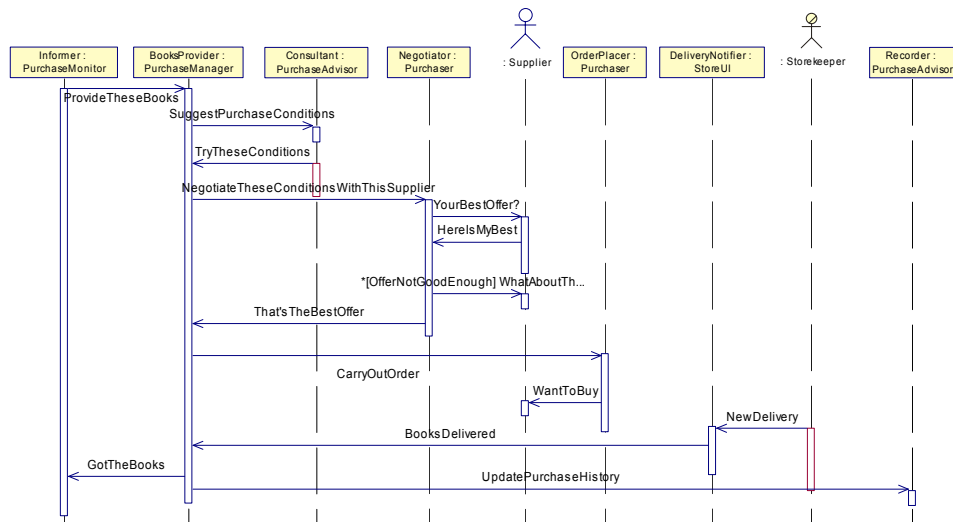 Informer :
PurchaseMonitor
BooksProvider :
PurchaseManager
Consultant :
PurchaseAdvisor
Negotiator :
Purchaser
: Supplier
OrderPlacer :
Purchaser
DeliveryNotifier :
StoreUI
: Storekeeper
Recorder :
PurchaseAdvisor
ProvideTheseBooks
SuggestPurchaseConditions
TryTheseConditions
NegotiateTheseConditionsWithThisSupplier
YourBestOffer?
HereIsMyBest
*[OfferNotGoodEnough] WhatAboutTh...
That'sTheBestOffer
CarryOutOrder
WantToBuy
NewDelivery
BooksDelivered
GotTheBooks
UpdatePurchaseHistory